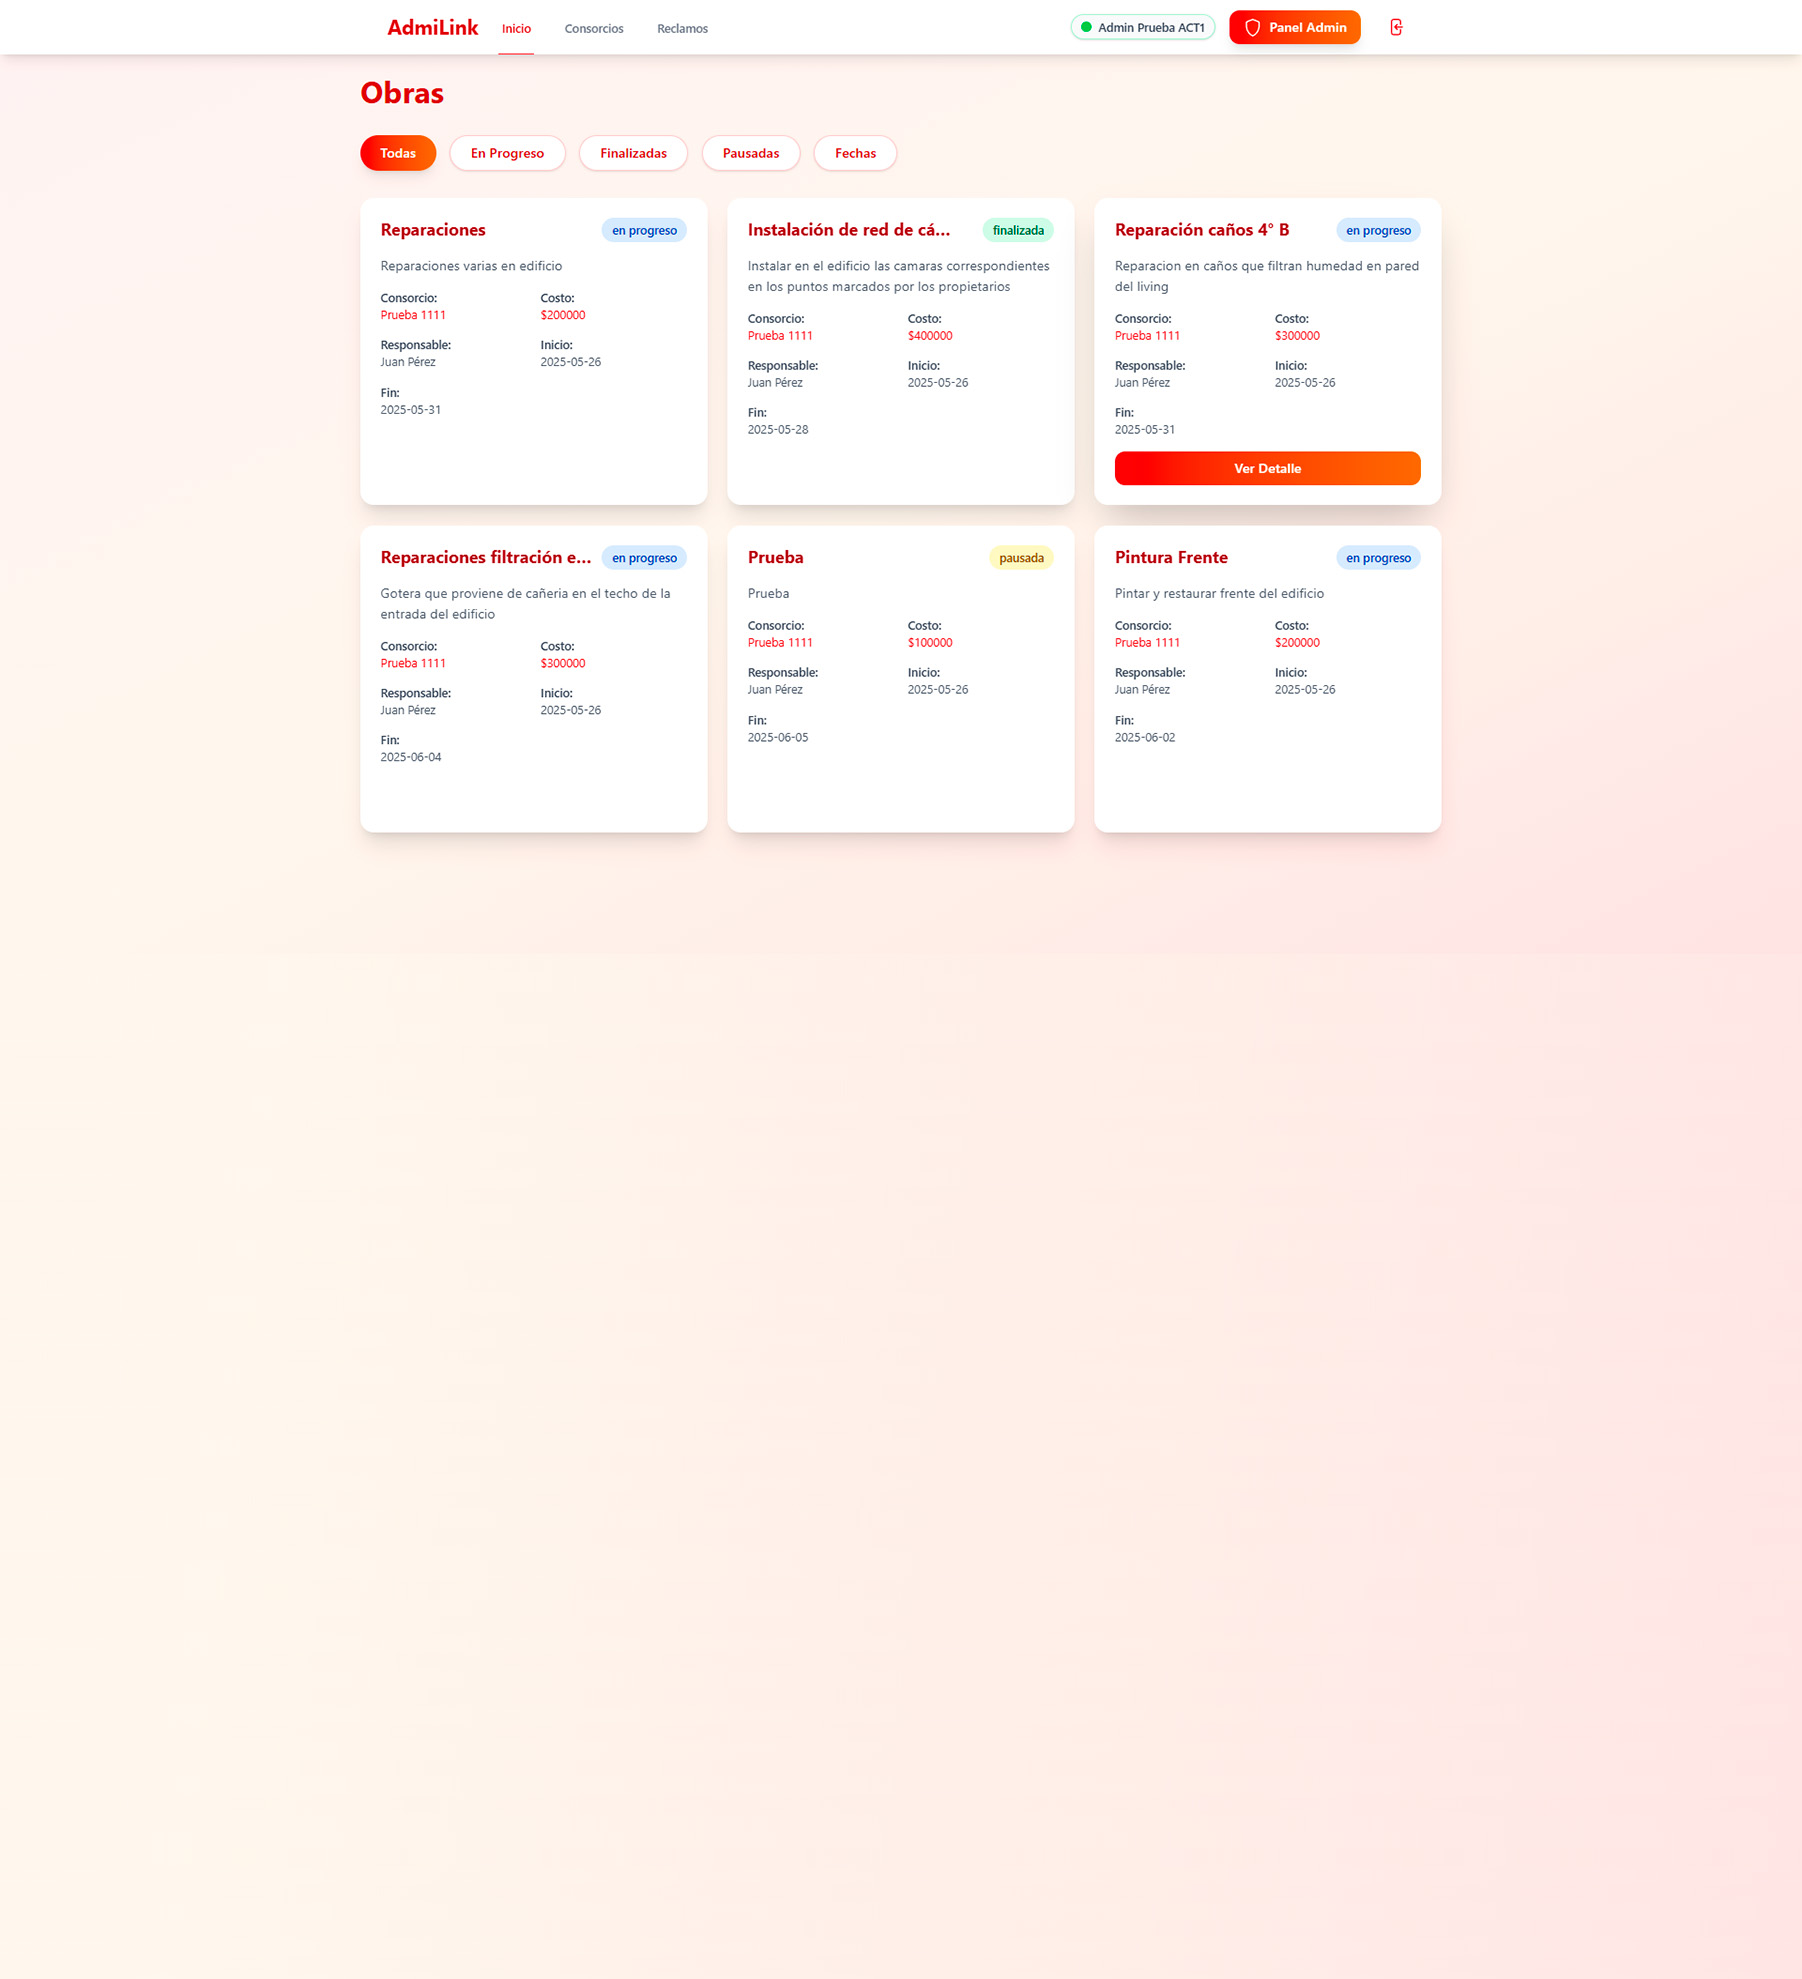 AdmiLink Inicio Consorcios Reclamos Admin Prueba ACT1 Panel Admin
Obras
Todas En Progreso Finalizadas Pausadas Fechas
Reparaciones en progreso
Reparaciones varias en edificio
Consorcio: Costo:
Prueba 1111 $200000
Responsable: Inicio:
Juan Pérez 2025-05-26
Fin:
2025-05-31
Instalación de red de cá... finalizada
Instalar en el edificio las camaras correspondientes
en los puntos marcados por los propietarios
Consorcio: Costo:
Prueba 1111 $400000
Responsable: Inicio:
Juan Pérez 2025-05-26
Fin:
2025-05-28
Reparación caños 4° B en progreso
Reparacion en caños que filtran humedad en pared
del living
Consorcio: Costo:
Prueba 1111 $300000
Responsable: Inicio:
Juan Pérez 2025-05-26
Fin:
2025-05-31
Ver Detalle
Reparaciones filtración e... en progreso
Gotera que proviene de cañeria en el techo de la
entrada del edificio
Consorcio: Costo:
Prueba 1111 $300000
Responsable: Inicio:
Juan Pérez 2025-05-26
Fin:
2025-06-04
Prueba pausada
Prueba
Consorcio: Costo:
Prueba 1111 $100000
Responsable: Inicio:
Juan Pérez 2025-05-26
Fin:
2025-06-05
Pintura Frente en progreso
Pintar y restaurar frente del edificio
Consorcio: Costo:
Prueba 1111 $200000
Responsable: Inicio:
Juan Pérez 2025-05-26
Fin:
2025-06-02